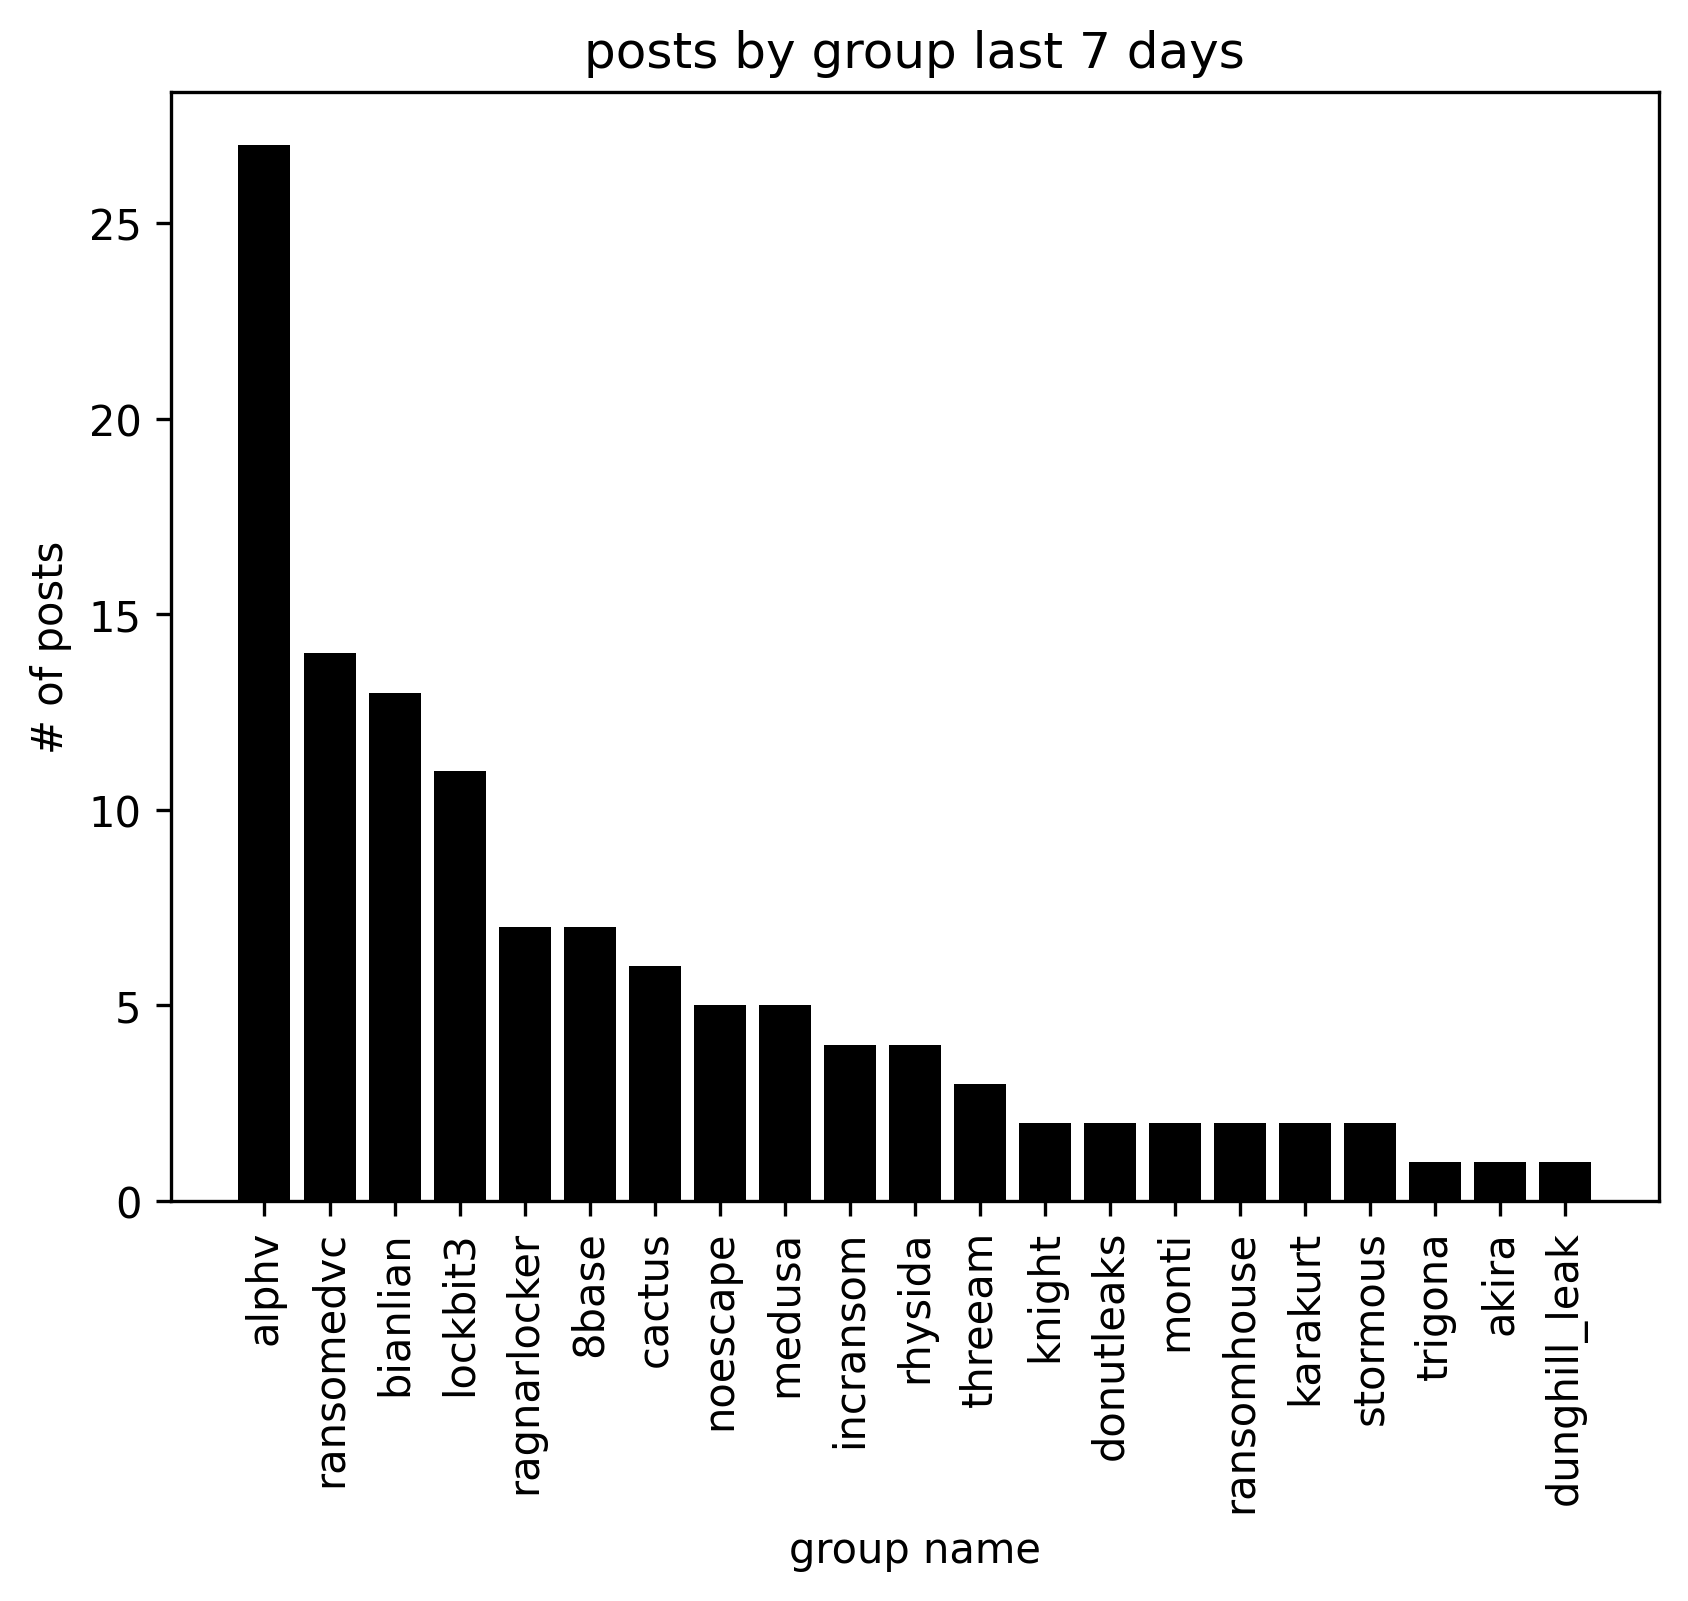 posts by group last 7 days
# of posts
25
20
15
10
5
0
alphv
ransomedvc
bianlian
lockbit3
ragnarlocker
8base
cactus
noescape
medusa
incransom
rhysida
threeam
knight
donutleaks
monti
ransomhouse
karakurt
stormous
trigona
akira
dunghill_leak
group name